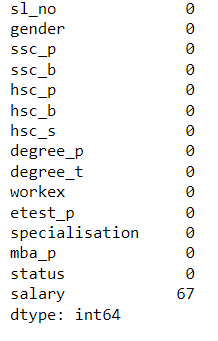 sl_no 0
gender 0
ssc_p 0
ssc_b 0
hsc_p 0
hsc_b 0
hsc_s 0
degree_p 0
degree_t 0
workex 0
etest_p 0
specialisation 0
mba_p 0
status 0
salary 67
dtype: int64